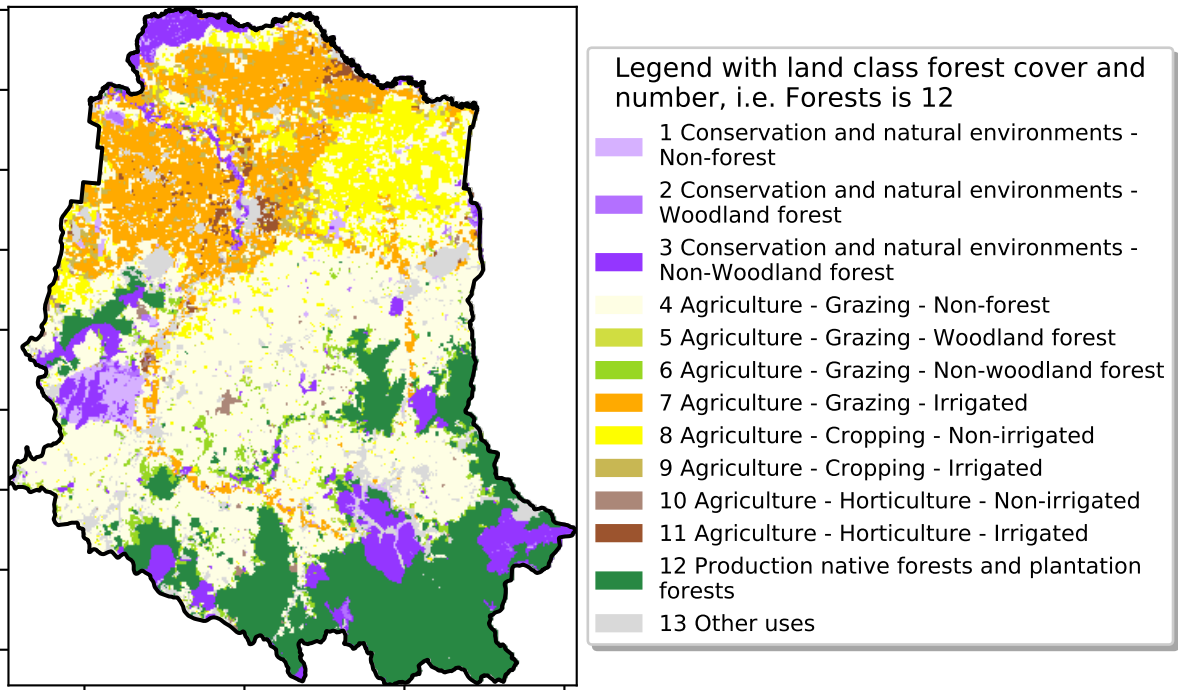 Legend with land class forest cover and
number, i.e. Forests is 12
1 Conservation and natural environments -
Non-forest
2 Conservation and natural environments -
Woodland forest
3 Conservation and natural environments -
Non-Woodland forest
4 Agriculture - Grazing - Non-forest
5 Agriculture - Grazing - Woodland forest
6 Agriculture - Grazing - Non-woodland forest
7 Agriculture - Grazing - Irrigated
8 Agriculture - Cropping - Non-irrigated
9 Agriculture - Cropping - Irrigated
10 Agriculture - Horticulture - Non-irrigated
11 Agriculture - Horticulture - Irrigated
12 Production native forests and plantation
forests
13 Other uses